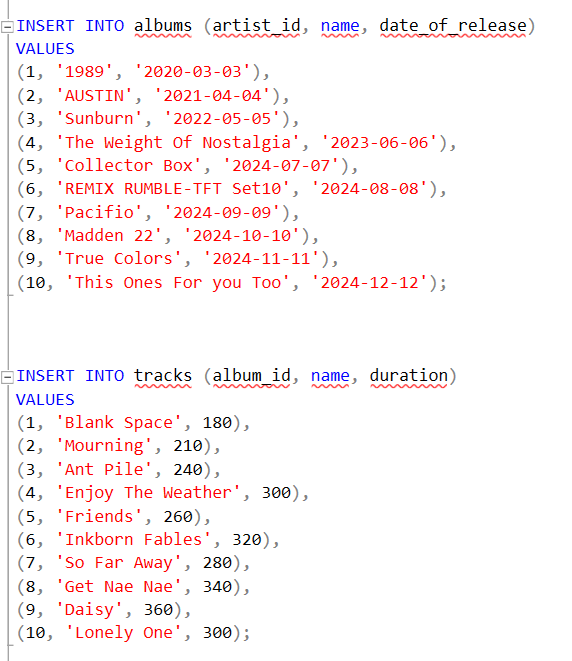 INSERT INTO albums (artist_id, name, date_of_release)
VALUES
(1, '1989', '2020-03-03'),
(2, 'AUSTIN', '2021-04-04'),
(3, 'Sunburn', '2022-05-05'),
(4, 'The Weight Of Nostalgia', '2023-06-06'),
(5, 'Collector Box', '2024-07-07'),
(6, 'REMIX RUMBLE-TFT Set10', '2024-08-08'),
(7, 'Pacifio', '2024-09-09'),
(8, 'Madden 22', '2024-10-10'),
(9, 'True Colors', '2024-11-11'),
(10, 'This Ones For you Too', '2024-12-12');
INSERT INTO tracks (album_id, name, duration)
VALUES
(1, 'Blank Space', 180),
(2, 'Mourning', 210),
(3, 'Ant Pile', 240),
(4, 'Enjoy The Weather', 300),
(5, 'Friends', 260),
(6, 'Inkborn Fables', 320),
(7, 'So Far Away', 280),
(8, 'Get Nae Nae', 340),
(9, 'Daisy', 360),
(10, 'Lonely One', 300);